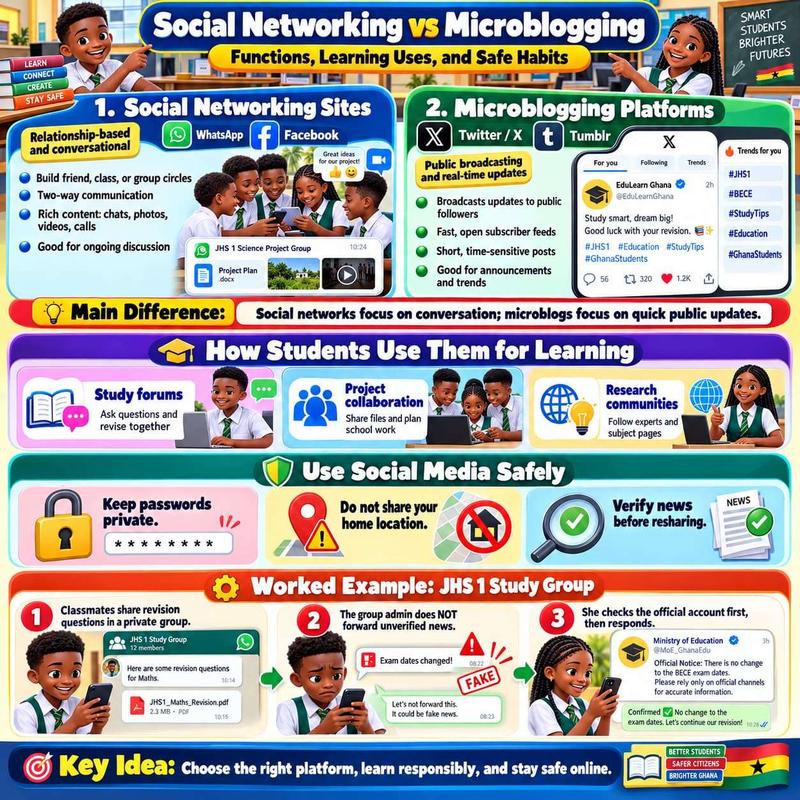 Social Networking vs Microblogging
Functions, Learning Uses, and Safe Habits
LEARN
CONNECT
CREATE
STAY SAFE
SMART
STUDENTS
BRIGHTER
FUTURES
1. Social Networking Sites
Relationship-based
and conversational
WhatsApp
Facebook
Build friend, class, or group circles
Two-way communication
Rich content: chats, photos,
videos, calls
Good for ongoing discussion
Great ideas
for our project!
JHS 1 Science Project Group
10:24
Project Plan
.docx
2. Microblogging Platforms
Twitter / X
Tumblr
Public broadcasting
and real-time updates
Broadcasts updates to public
followers
Fast, open subscriber feeds
Short, time-sensitive posts
Good for announcements
and trends
For you
Following
Trends
EduLearn Ghana
2h
@EduLearnGhana
Study smart, dream big!
Good luck with your revision.
#JHS1 #Education #StudyTips
#GhanaStudents
56
320
1.2K
Trends for you
#JHS1
#BECE
#StudyTips
#Education
#GhanaStudents
Main Difference:
Social networks focus on conversation; microblogs focus on quick public updates.
How Students Use Them for Learning
Study forums
Ask questions and
revise together
Project
collaboration
Share files and plan
school work
Research
communities
Follow experts and
subject pages
Use Social Media Safely
Keep passwords
private.
* * * * * * * *
Do not share your
home location.
Verify news
before resharing.
NEWS
Worked Example: JHS 1 Study Group
1
Classmates share revision
questions in a private group.
JHS 1 Study Group
12 members
Here are some revision questions
for Maths.
10:14
JHS1_Maths_Revision.pdf
2.3 MB • PDF
10:15
2
The group admin does NOT
forward unverified news.
Exam dates changed!
08:22
FAKE
Let's not forward this.
It could be fake news.
08:23
3
She checks the official account first,
then responds.
Ministry of Education
3h
@MoE_GhanaEdu
Official Notice: There is no change
to the BECE exam dates.
Please rely only on official channels
for accurate information.
Confirmed ✅ No change to the
exam dates. Let's continue our revision!
10:28
Key Idea: Choose the right platform, learn responsibly, and stay safe online.
BETTER STUDENTS
SAFER CITIZENS
BRIGHTER GHANA